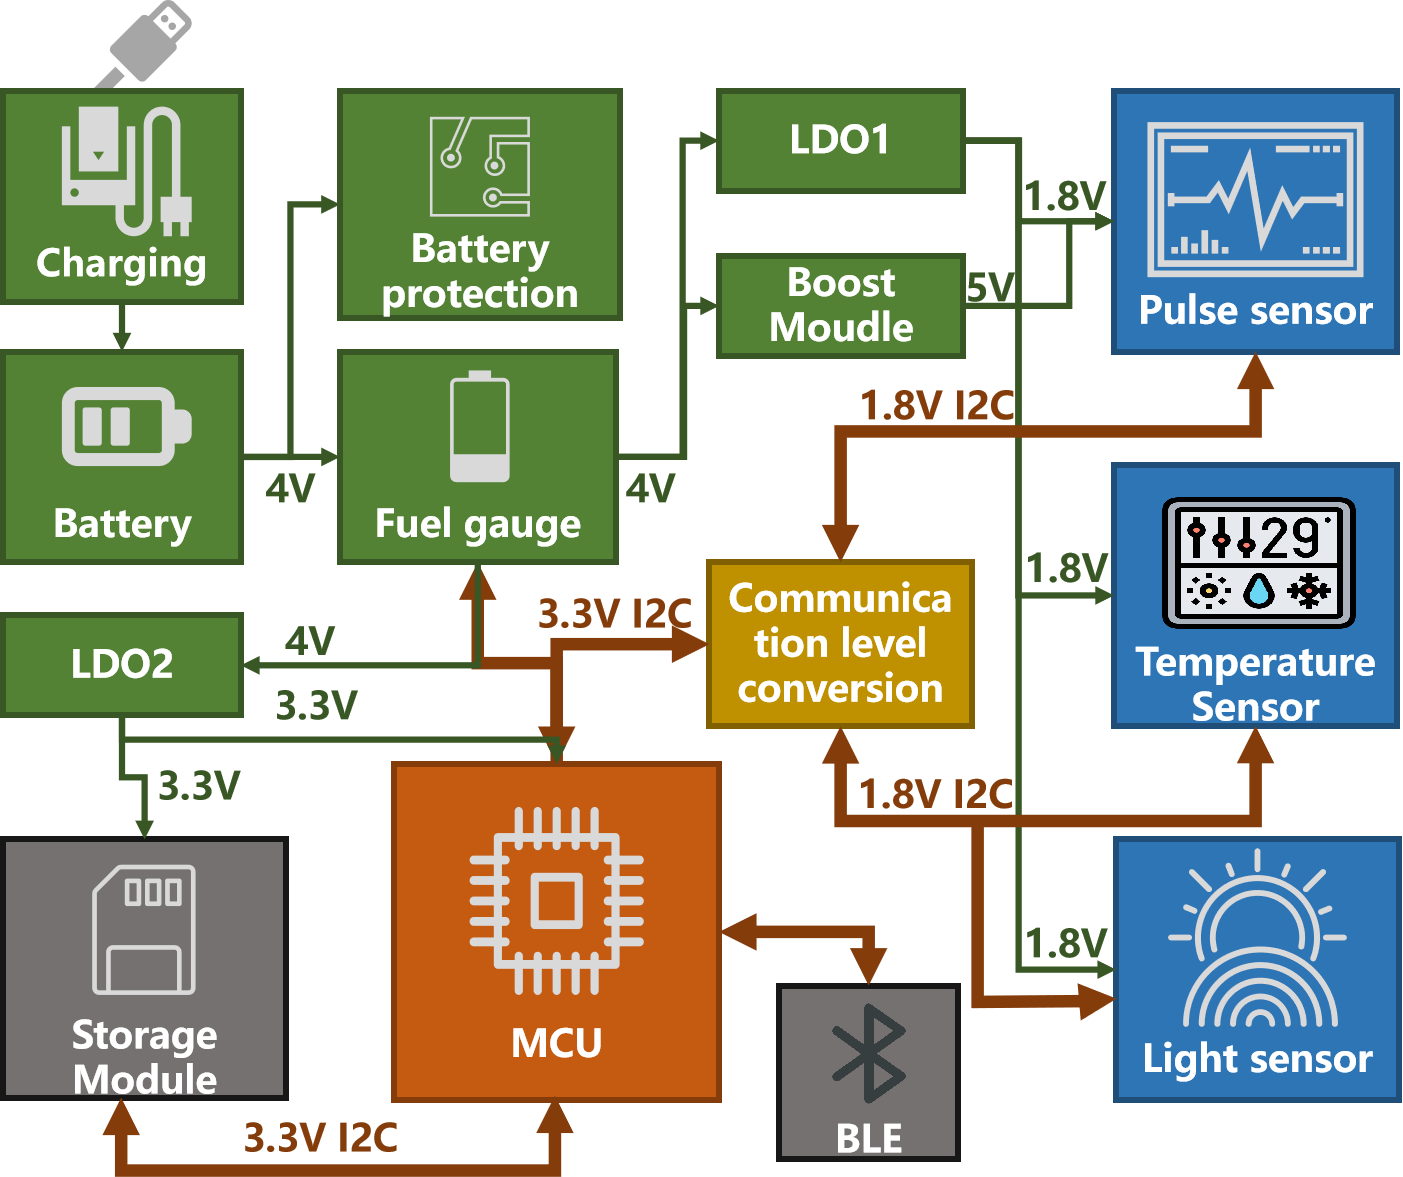 Charging
Battery
protection
LDO1
1.8V
Boost
Moudle
5V
Pulse sensor
Battery
4V
Fuel gauge
4V
1.8V I2C
1.8V
29
Temperature
Sensor
LDO2
4V
3.3V
3.3V I2C
Communica
tion level
conversion
3.3V
1.8V I2C
Storage
Module
MCU
1.8V
Light sensor
BLE
3.3V I2C